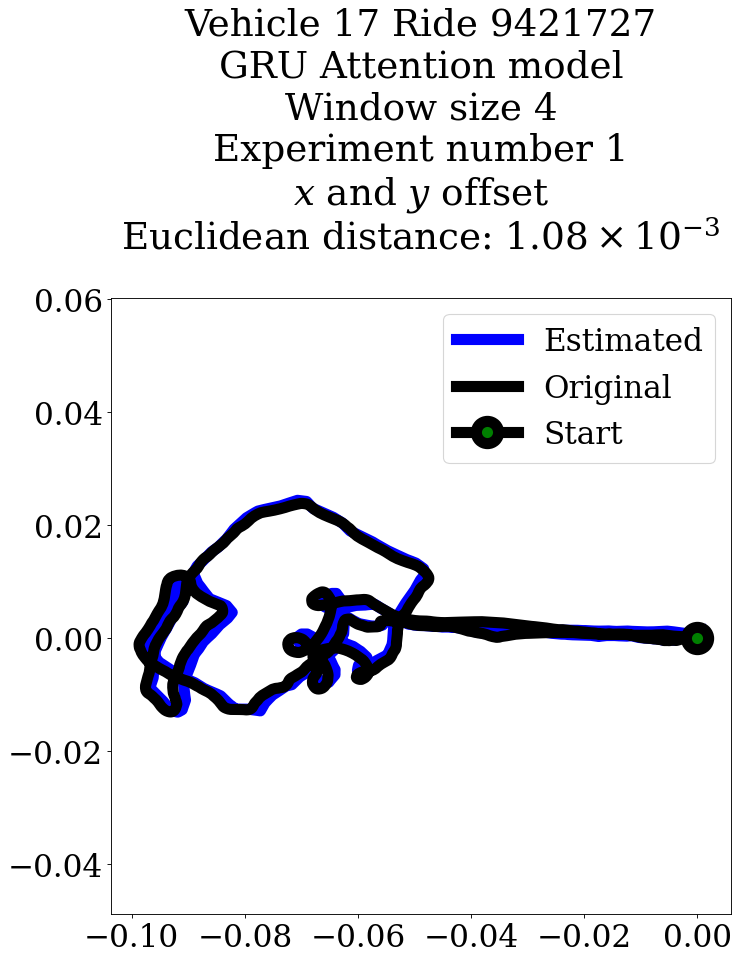 Vehicle 17 Ride 9421727
GRU Attention model
Window size 4
Experiment number 1
x and y offset
Euclidean distance: 1.08 × 10⁻³
0.06
0.04
0.02
0.00
−0.02
−0.04
Estimated
Original
Start
−0.10 −0.08 −0.06 −0.04 −0.02 0.00